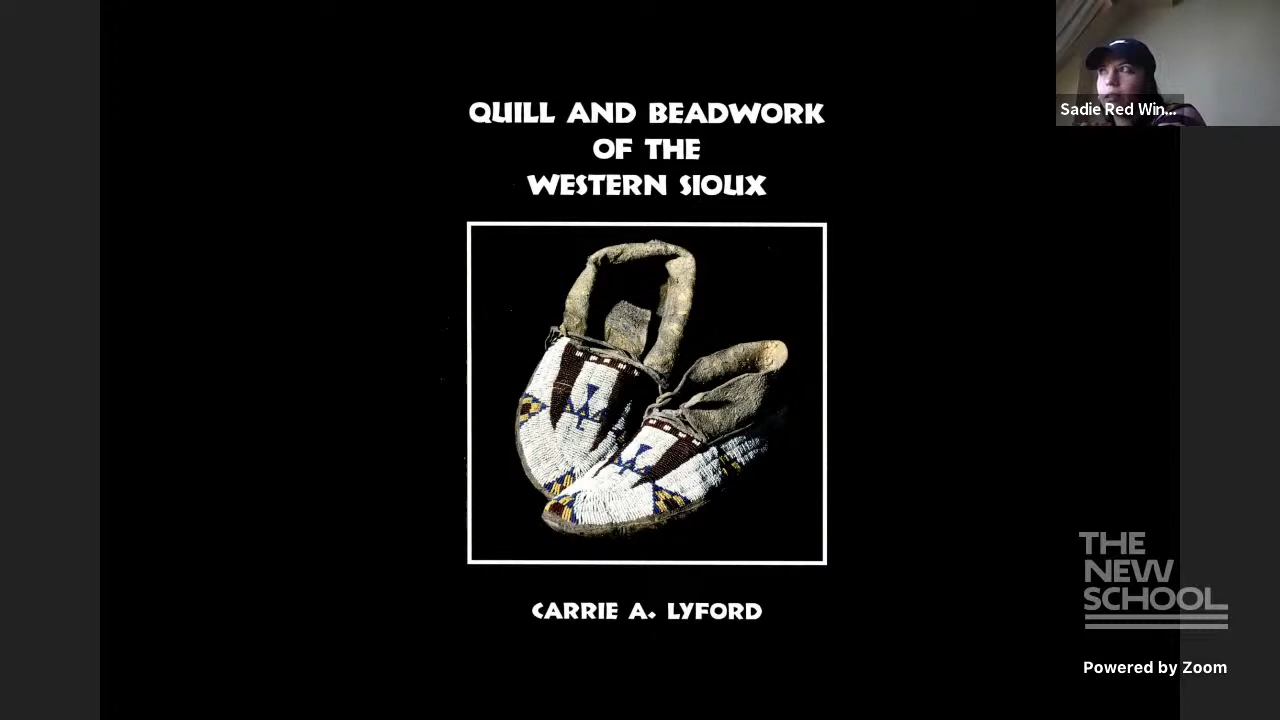 QUILL AND BEADWORK
OF THE
WESTERN SIOUX
CARRIE A. LYFORD
Sadie Red Win...
THE
NEW
SCHOOL
Powered by Zoom